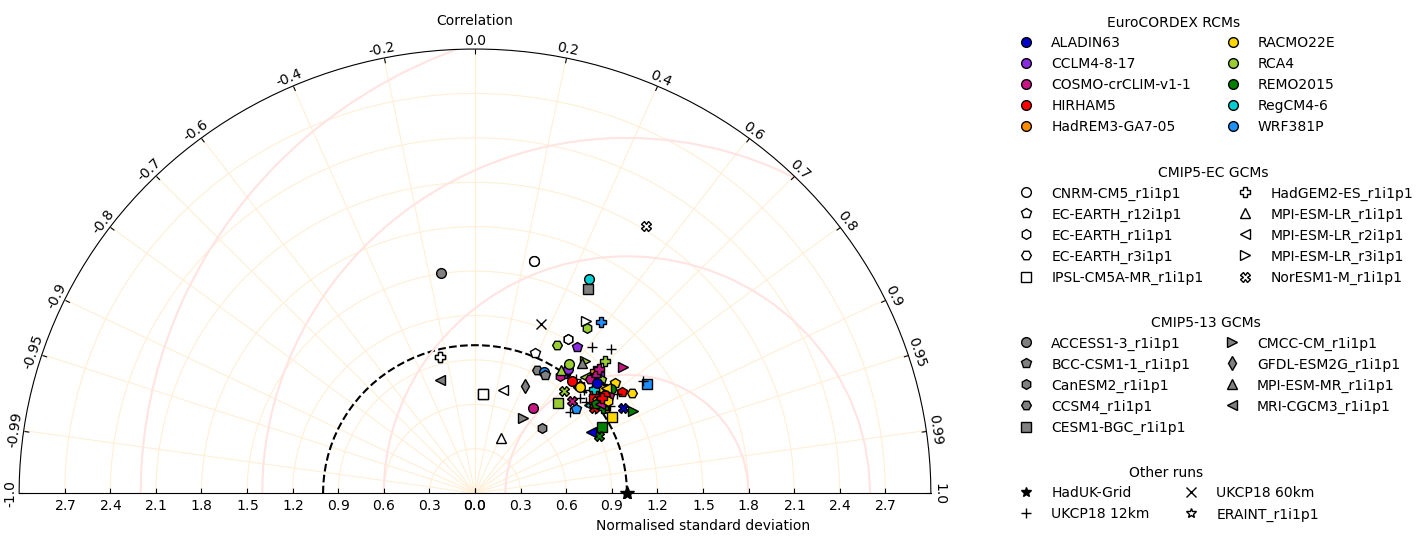 Correlation
-1.0
-0.99
-0.95
-0.9
-0.8
-0.7
-0.6
-0.4
-0.2
0.0
0.2
0.4
0.6
0.7
0.8
0.9
0.95
0.99
1.0
2.7 2.4 2.1 1.8 1.5 1.2 0.9 0.6 0.3 0.0 0.3 0.6 0.9 1.2 1.5 1.8 2.1 2.4 2.7
Normalised standard deviation
EuroCORDEX RCMs
ALADIN63 RACMO22E
CCLM4-8-17 RCA4
COSMO-crCLIM-v1-1 REMO2015
HIRHAM5 RegCM4-6
HadREM3-GA7-05 WRF381P
CMIP5-EC GCMs
CNRM-CM5_r1i1p1 HadGEM2-ES_r1i1p1
EC-EARTH_r12i1p1 MPI-ESM-LR_r1i1p1
EC-EARTH_r1i1p1 MPI-ESM-LR_r2i1p1
EC-EARTH_r3i1p1 MPI-ESM-LR_r3i1p1
IPSL-CM5A-MR_r1i1p1 NorESM1-M_r1i1p1
CMIP5-13 GCMs
ACCESS1-3_r1i1p1 CMCC-CM_r1i1p1
BCC-CSM1-1_r1i1p1 GFDL-ESM2G_r1i1p1
CanESM2_r1i1p1 MPI-ESM-MR_r1i1p1
CCSM4_r1i1p1 MRI-CGCM3_r1i1p1
CESM1-BGC_r1i1p1
Other runs
HadUK-Grid UKCP18 60km
UKCP18 12km ERAINT_r1i1p1